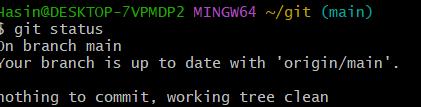 Hasin@DESKTOP-7VPMDP2 MINGW64 ~/git (main)
$ git status
On branch main
Your branch is up to date with 'origin/main'.
nothing to commit, working tree clean